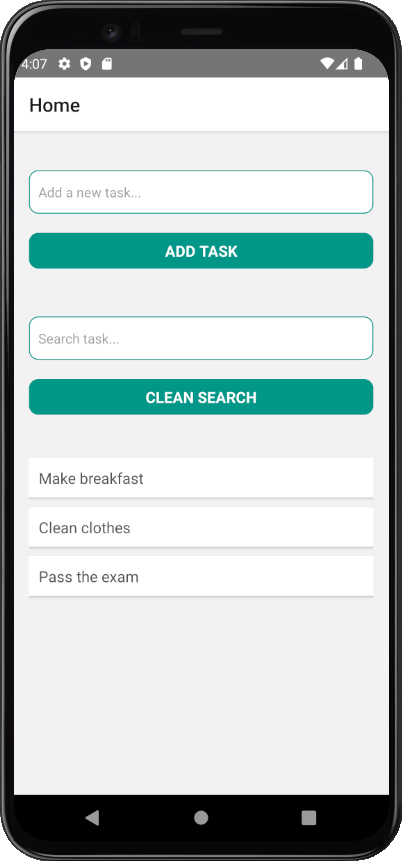 4:07
Home
Add a new task...
ADD TASK
Search task...
CLEAN SEARCH
Make breakfast
Clean clothes
Pass the exam